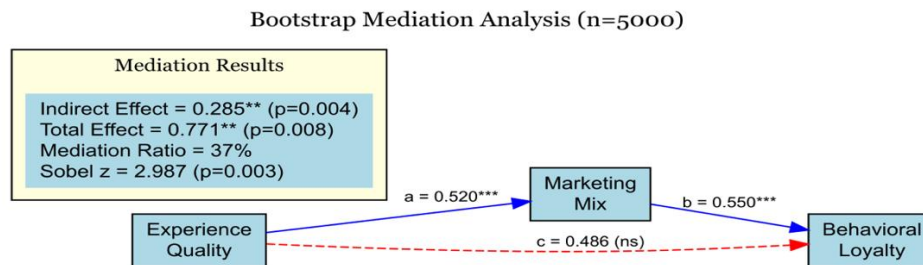 Bootstrap Mediation Analysis (n=5000)
Mediation Results
Indirect Effect = 0.285** (p=0.004)
Total Effect = 0.771** (p=0.008)
Mediation Ratio = 37%
Sobel z = 2.987 (p=0.003)
Marketing
Mix
a = 0.520***
b = 0.550***
Experience
Quality
c = 0.486 (ns)
Behavioral
Loyalty